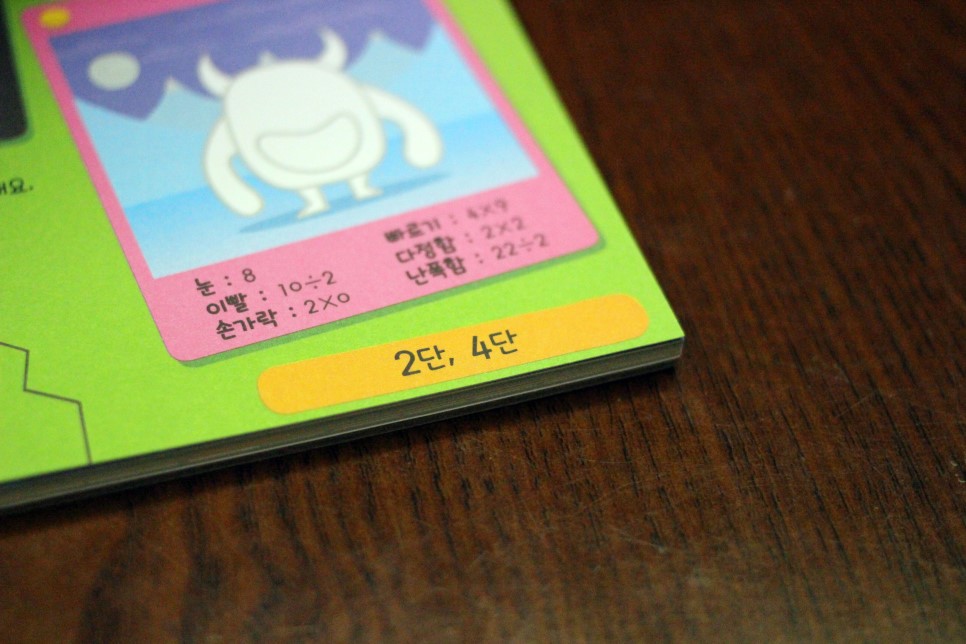 눈 : 8
이빨 : 10÷2
손가락 : 2×0
빠르기 : 4×9
다정함 : 2×2
난폭함 : 22÷2
2단, 4단